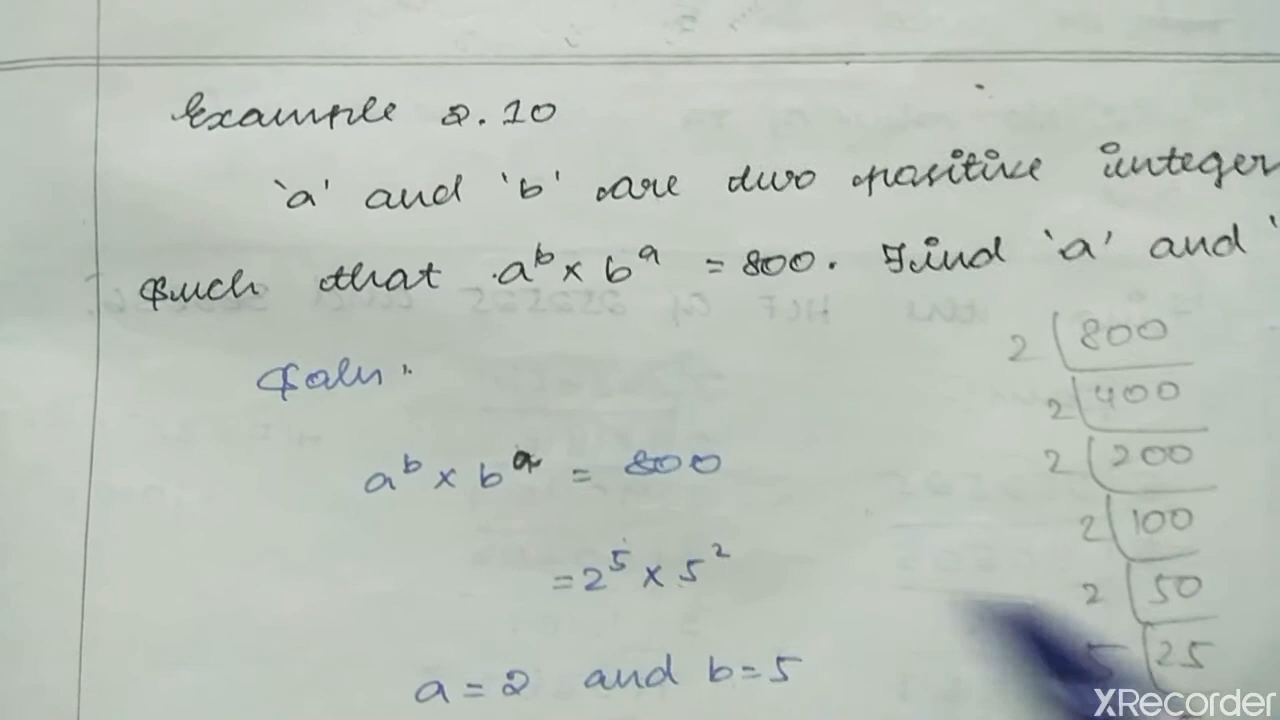 Example 2.10
'a' and 'b' are two positive integer
such that a^b × b^a = 800. Find 'a' and '
Soln.
a^b × b^a = 800
= 2^5 × 5^2
a = 2 and b = 5
2 800
2 400
2 200
2 100
2 50
5 25
XRecorder